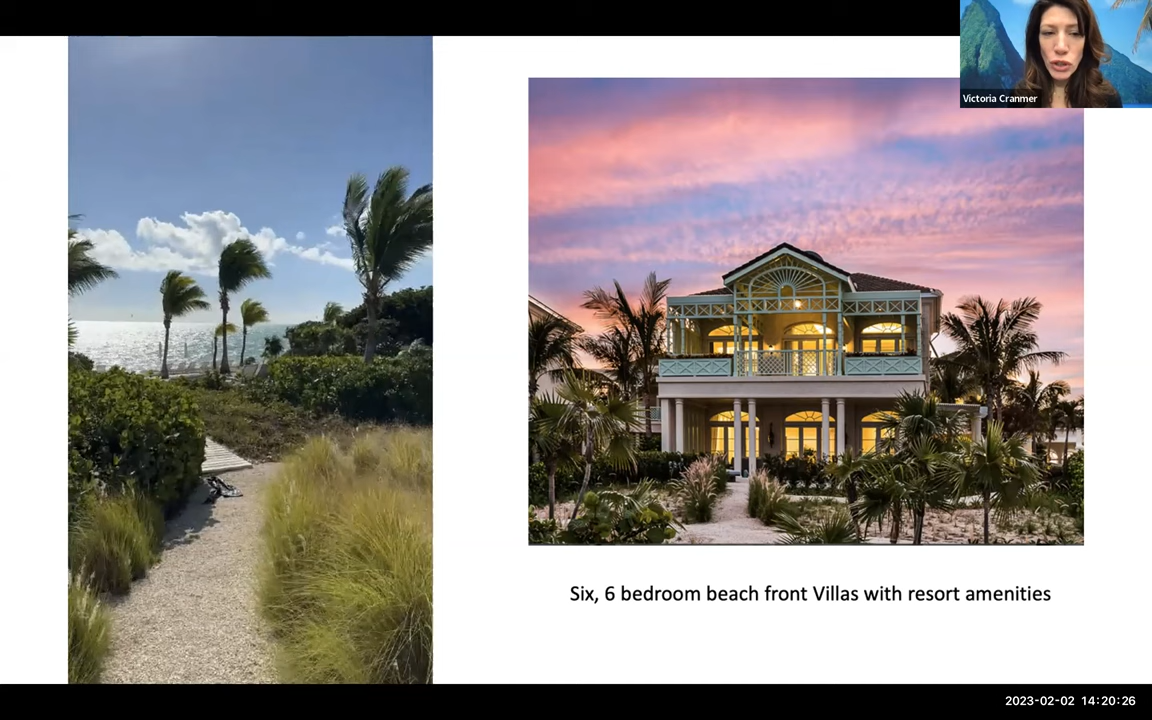 Victoria Cranmer
Six, 6 bedroom beach front Villas with resort amenities
2023-02-02 14:20:26